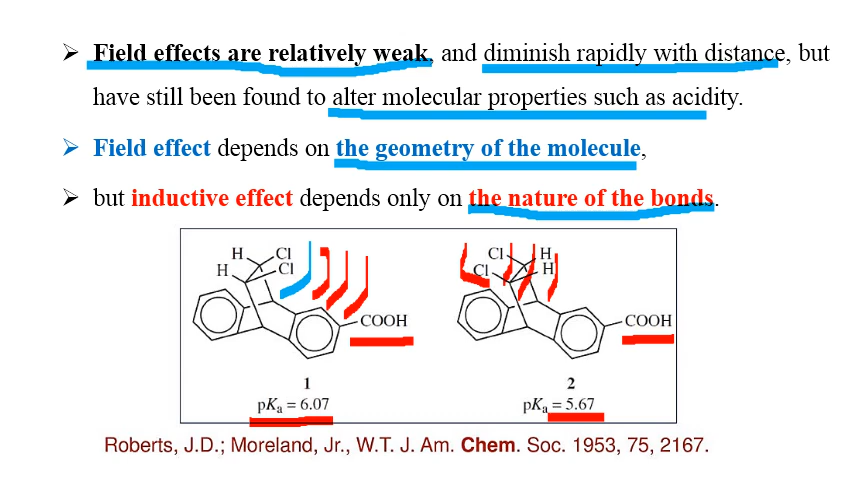 ➢ Field effects are relatively weak, and diminish rapidly with distance, but
have still been found to alter molecular properties such as acidity.
➢ Field effect depends on the geometry of the molecule,
➢ but inductive effect depends only on the nature of the bonds.
H Cl Cl H
H Cl Cl H
COOH COOH
1 2
pKa = 6.07 pKa = 5.67
Roberts, J.D.; Moreland, Jr., W.T. J. Am. Chem. Soc. 1953, 75, 2167.